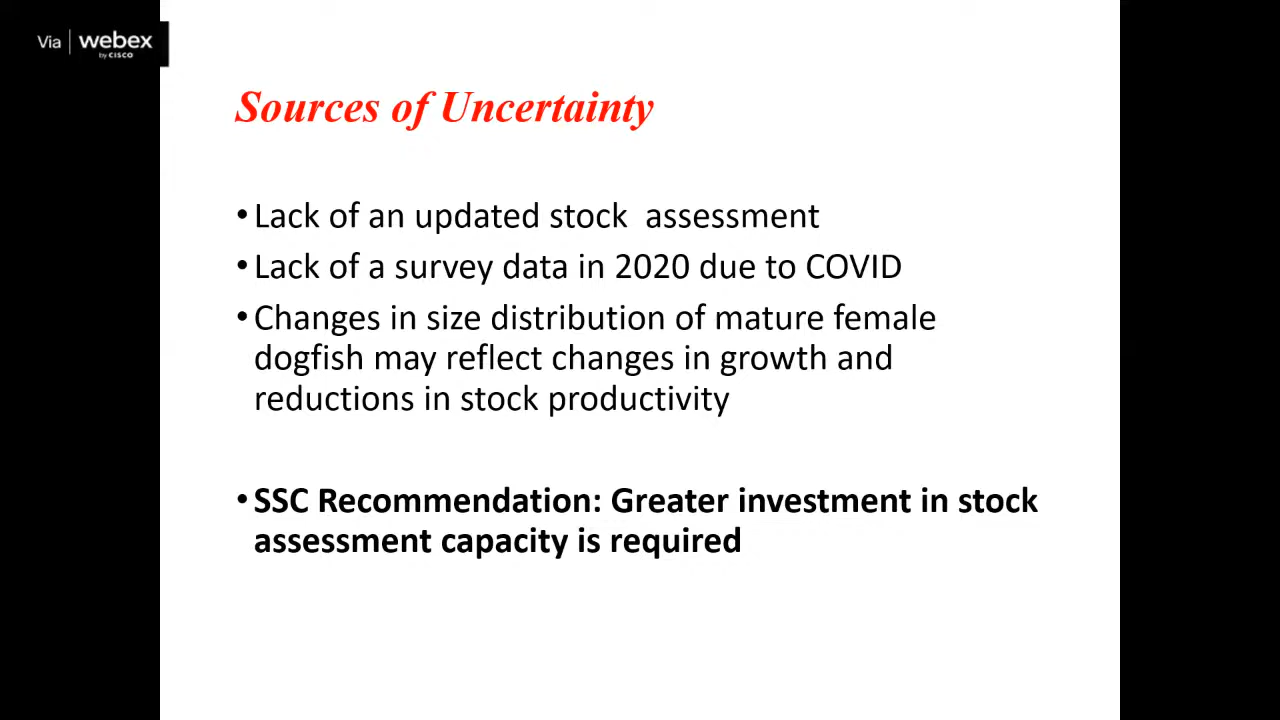 Via webex
by CISCO
Sources of Uncertainty
• Lack of an updated stock assessment
• Lack of a survey data in 2020 due to COVID
• Changes in size distribution of mature female
dogfish may reflect changes in growth and
reductions in stock productivity
• SSC Recommendation: Greater investment in stock
assessment capacity is required